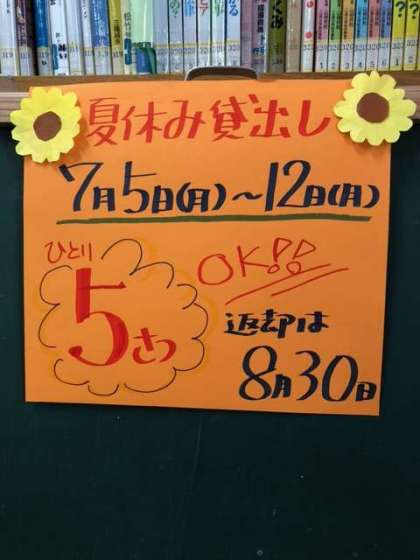 夏休み貸出し
7月5日(月)～12日(月)
ひとり
5さつ
OK!!
返却は
8月30日